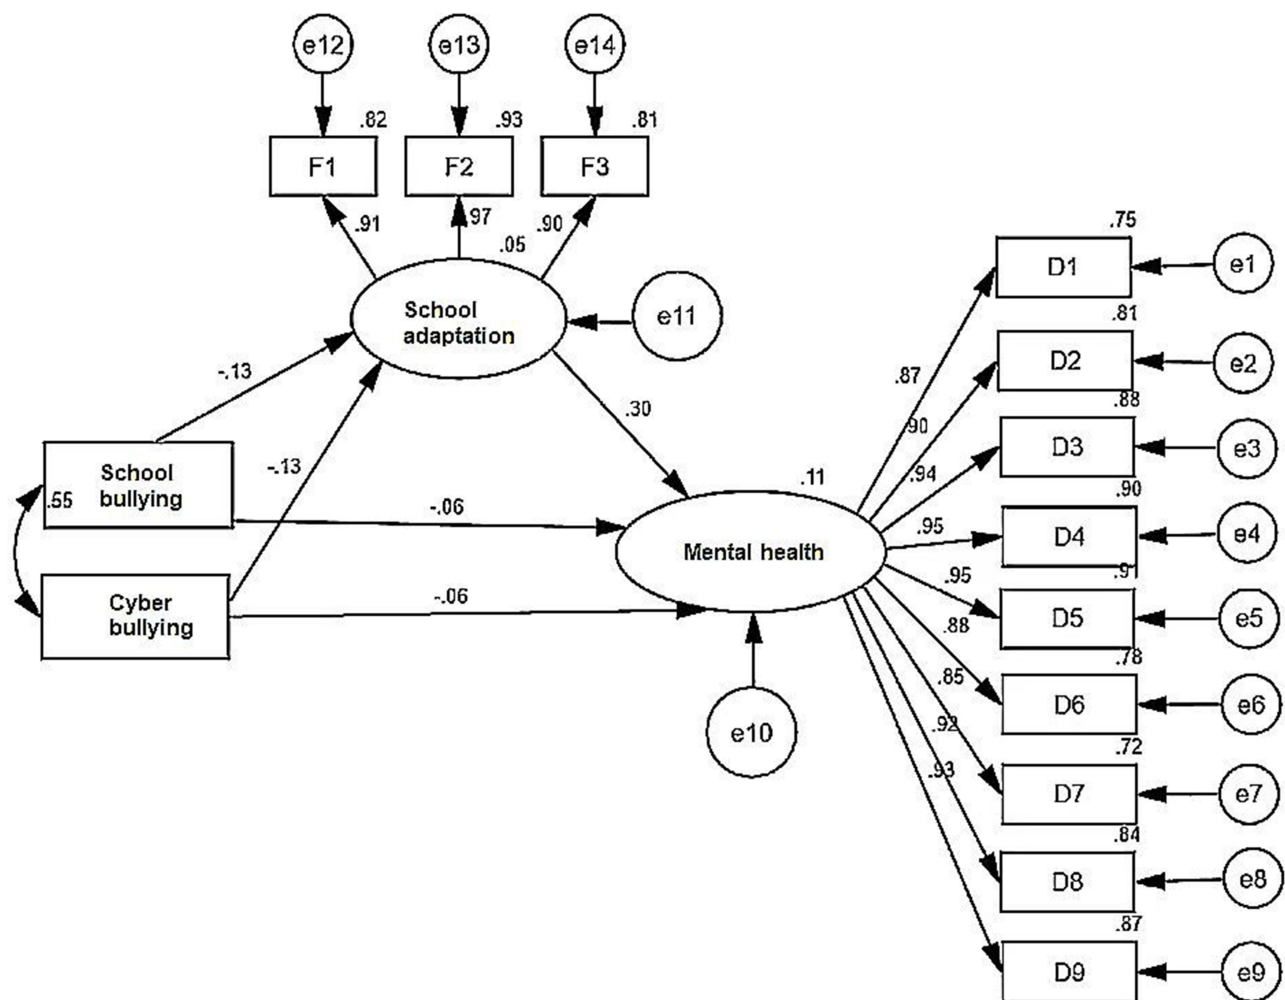 e12
e13
e14
.82
.93
.81
F1
F2
F3
.91
.97
.90
.05
School
adaptation
e11
-.13
-.13
.30
School
bullying
.55
-.06
Cyber
bullying
-.06
.11
Mental health
e10
.87
.90
.94
.95
.95
.88
.85
.92
.93
.75
D1
e1
.81
D2
e2
.88
D3
e3
.90
D4
e4
.91
D5
e5
.78
D6
e6
.72
D7
e7
.84
D8
e8
.87
D9
e9